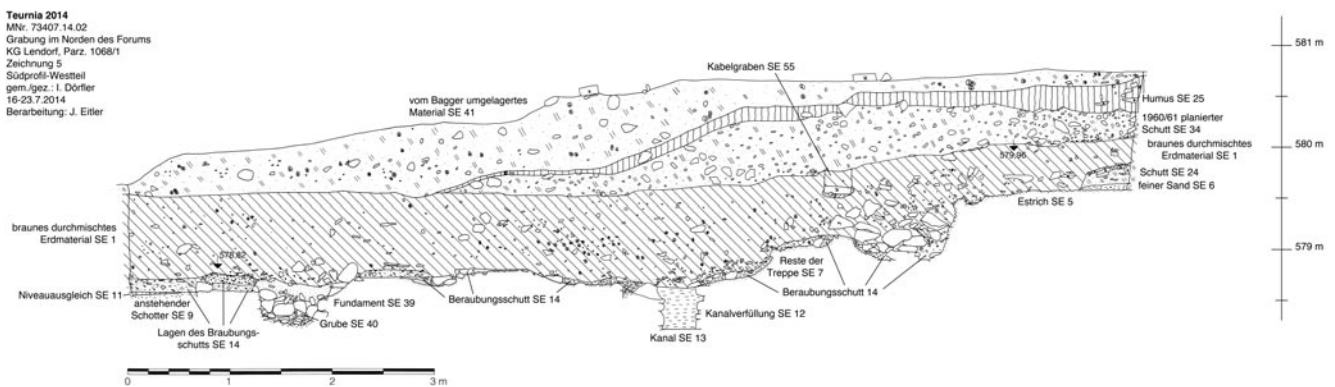 Teurnia 2014
MNr. 73407.14.02
Grabung im Norden des Forums
KG Lendorf, Parz. 1068/1
Zeichnung 5
Südprofil-Westteil
gem./gez.: I. Dörfler
16-23.7.2014
Berarbeitung: J. Eitler
581 m
Kabelgraben SE 55
vom Bagger umgelagertes
Material SE 41
Humus SE 25
1960/61 planierter
Schutt SE 34
braunes durchmischtes
Erdmaterial SE 1
580 m
579,96
Schutt SE 24
feiner Sand SE 6
Estrich SE 5
braunes durchmischtes
Erdmaterial SE 1
579 m
578,82
Reste der
Treppe SE 7
Niveauausgleich SE 11
anstehender
Schotter SE 9
Fundament SE 39
Beraubungsschutt SE 14
Beraubungsschutt 14
Grube SE 40
Kanalverfüllung SE 12
Lagen des Braubungs-
schutts SE 14
Kanal SE 13
0 1 2 3 m